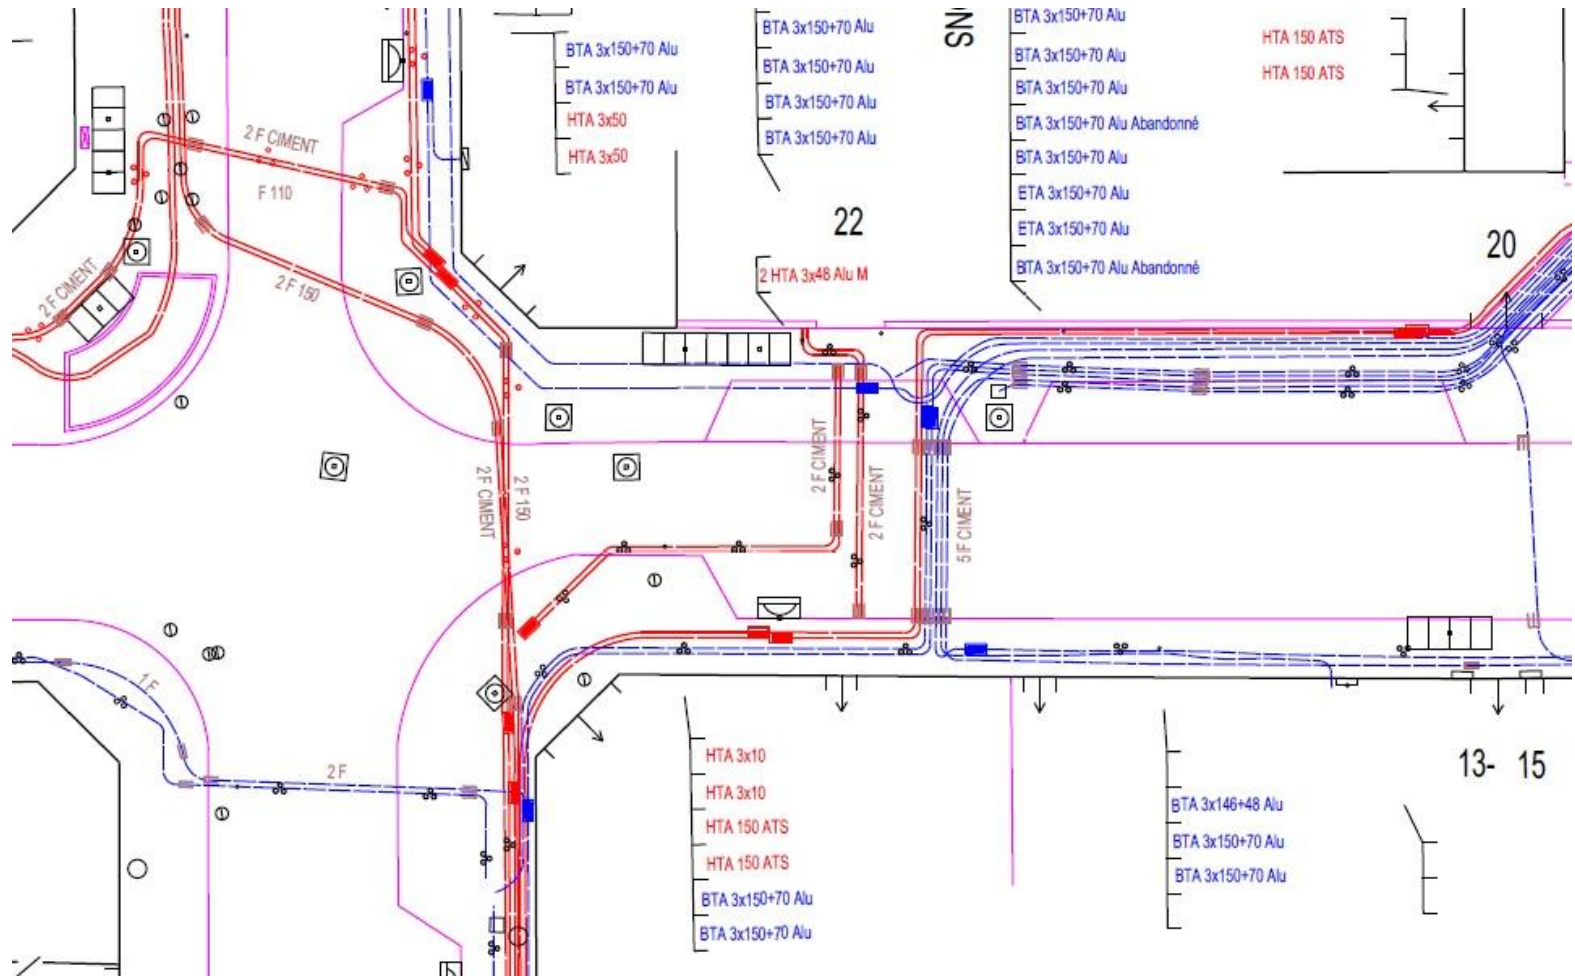 BTA 3x150+70 Alu
BTA 3x150+70 Alu
HTA 3x50
HTA 3x50
BTA 3x150+70 Alu
BTA 3x150+70 Alu
BTA 3x150+70 Alu
BTA 3x150+70 Alu
SNC
BTA 3x150+70 Alu
BTA 3x150+70 Alu
BTA 3x150+70 Alu
BTA 3x150+70 Alu Abandonné
BTA 3x150+70 Alu
ETA 3x150+70 Alu
ETA 3x150+70 Alu
BTA 3x150+70 Alu Abandonné
HTA 150 ATS
HTA 150 ATS
2 F CIMENT
F 110
2 F CIMENT
2 F 150
22
2 HTA 3x48 Alu M
20
2 F CIMENT
2 F 150
2 F CIMENT
2 F CIMENT
5 F CIMENT
1 F
2 F
HTA 3x10
HTA 3x10
HTA 150 ATS
HTA 150 ATS
BTA 3x150+70 Alu
BTA 3x150+70 Alu
13- 15
BTA 3x146+48 Alu
BTA 3x150+70 Alu
BTA 3x150+70 Alu